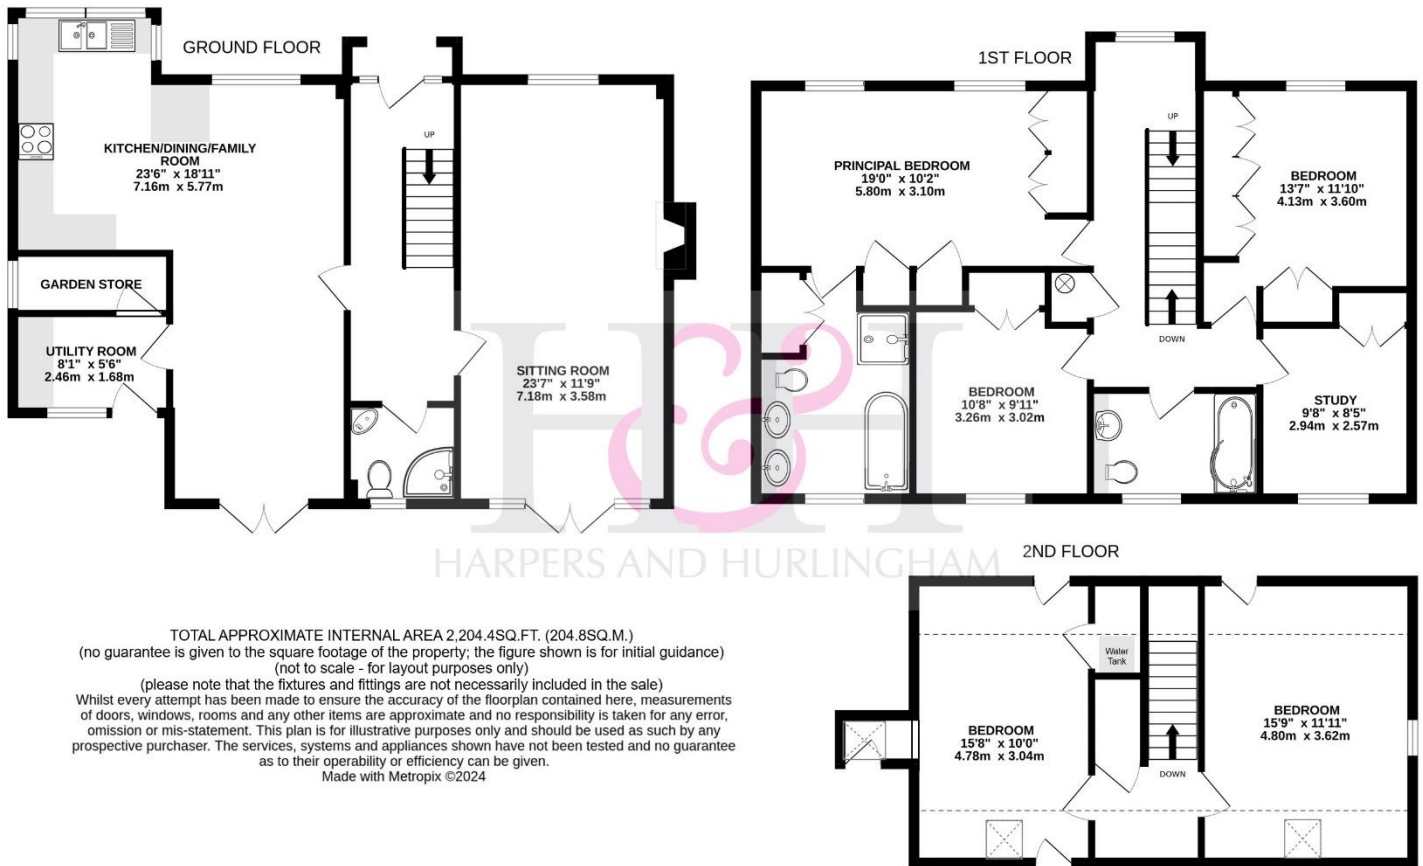 GROUND FLOOR
KITCHEN/DINING/FAMILY
ROOM
23'6" x 18'11"
7.16m x 5.77m
UP
GARDEN STORE
UTILITY ROOM
8'1" x 5'6"
2.46m x 1.68m
SITTING ROOM
23'7" x 11'9"
7.18m x 3.58m
1ST FLOOR
PRINCIPAL BEDROOM
19'0" x 10'2"
5.80m x 3.10m
UP
BEDROOM
13'7" x 11'10"
4.13m x 3.60m
DOWN
BEDROOM
10'8" x 9'11"
3.26m x 3.02m
STUDY
9'8" x 8'5"
2.94m x 2.57m
H&H
HARPERS AND HURLINGHAM
2ND FLOOR
Water
Tank
BEDROOM
15'8" x 10'0"
4.78m x 3.04m
DOWN
BEDROOM
15'9" x 11'11"
4.80m x 3.62m
TOTAL APPROXIMATE INTERNAL AREA 2,204.4SQ.FT. (204.8SQ.M.)
(no guarantee is given to the square footage of the property; the figure shown is for initial guidance)
(not to scale - for layout purposes only)
(please note that the fixtures and fittings are not necessarily included in the sale)
Whilst every attempt has been made to ensure the accuracy of the floorplan contained here, measurements
of doors, windows, rooms and any other items are approximate and no responsibility is taken for any error,
omission or mis-statement. This plan is for illustrative purposes only and should be used as such by any
prospective purchaser. The services, systems and appliances shown have not been tested and no guarantee
as to their operability or efficiency can be given.
Made with Metropix ©2024